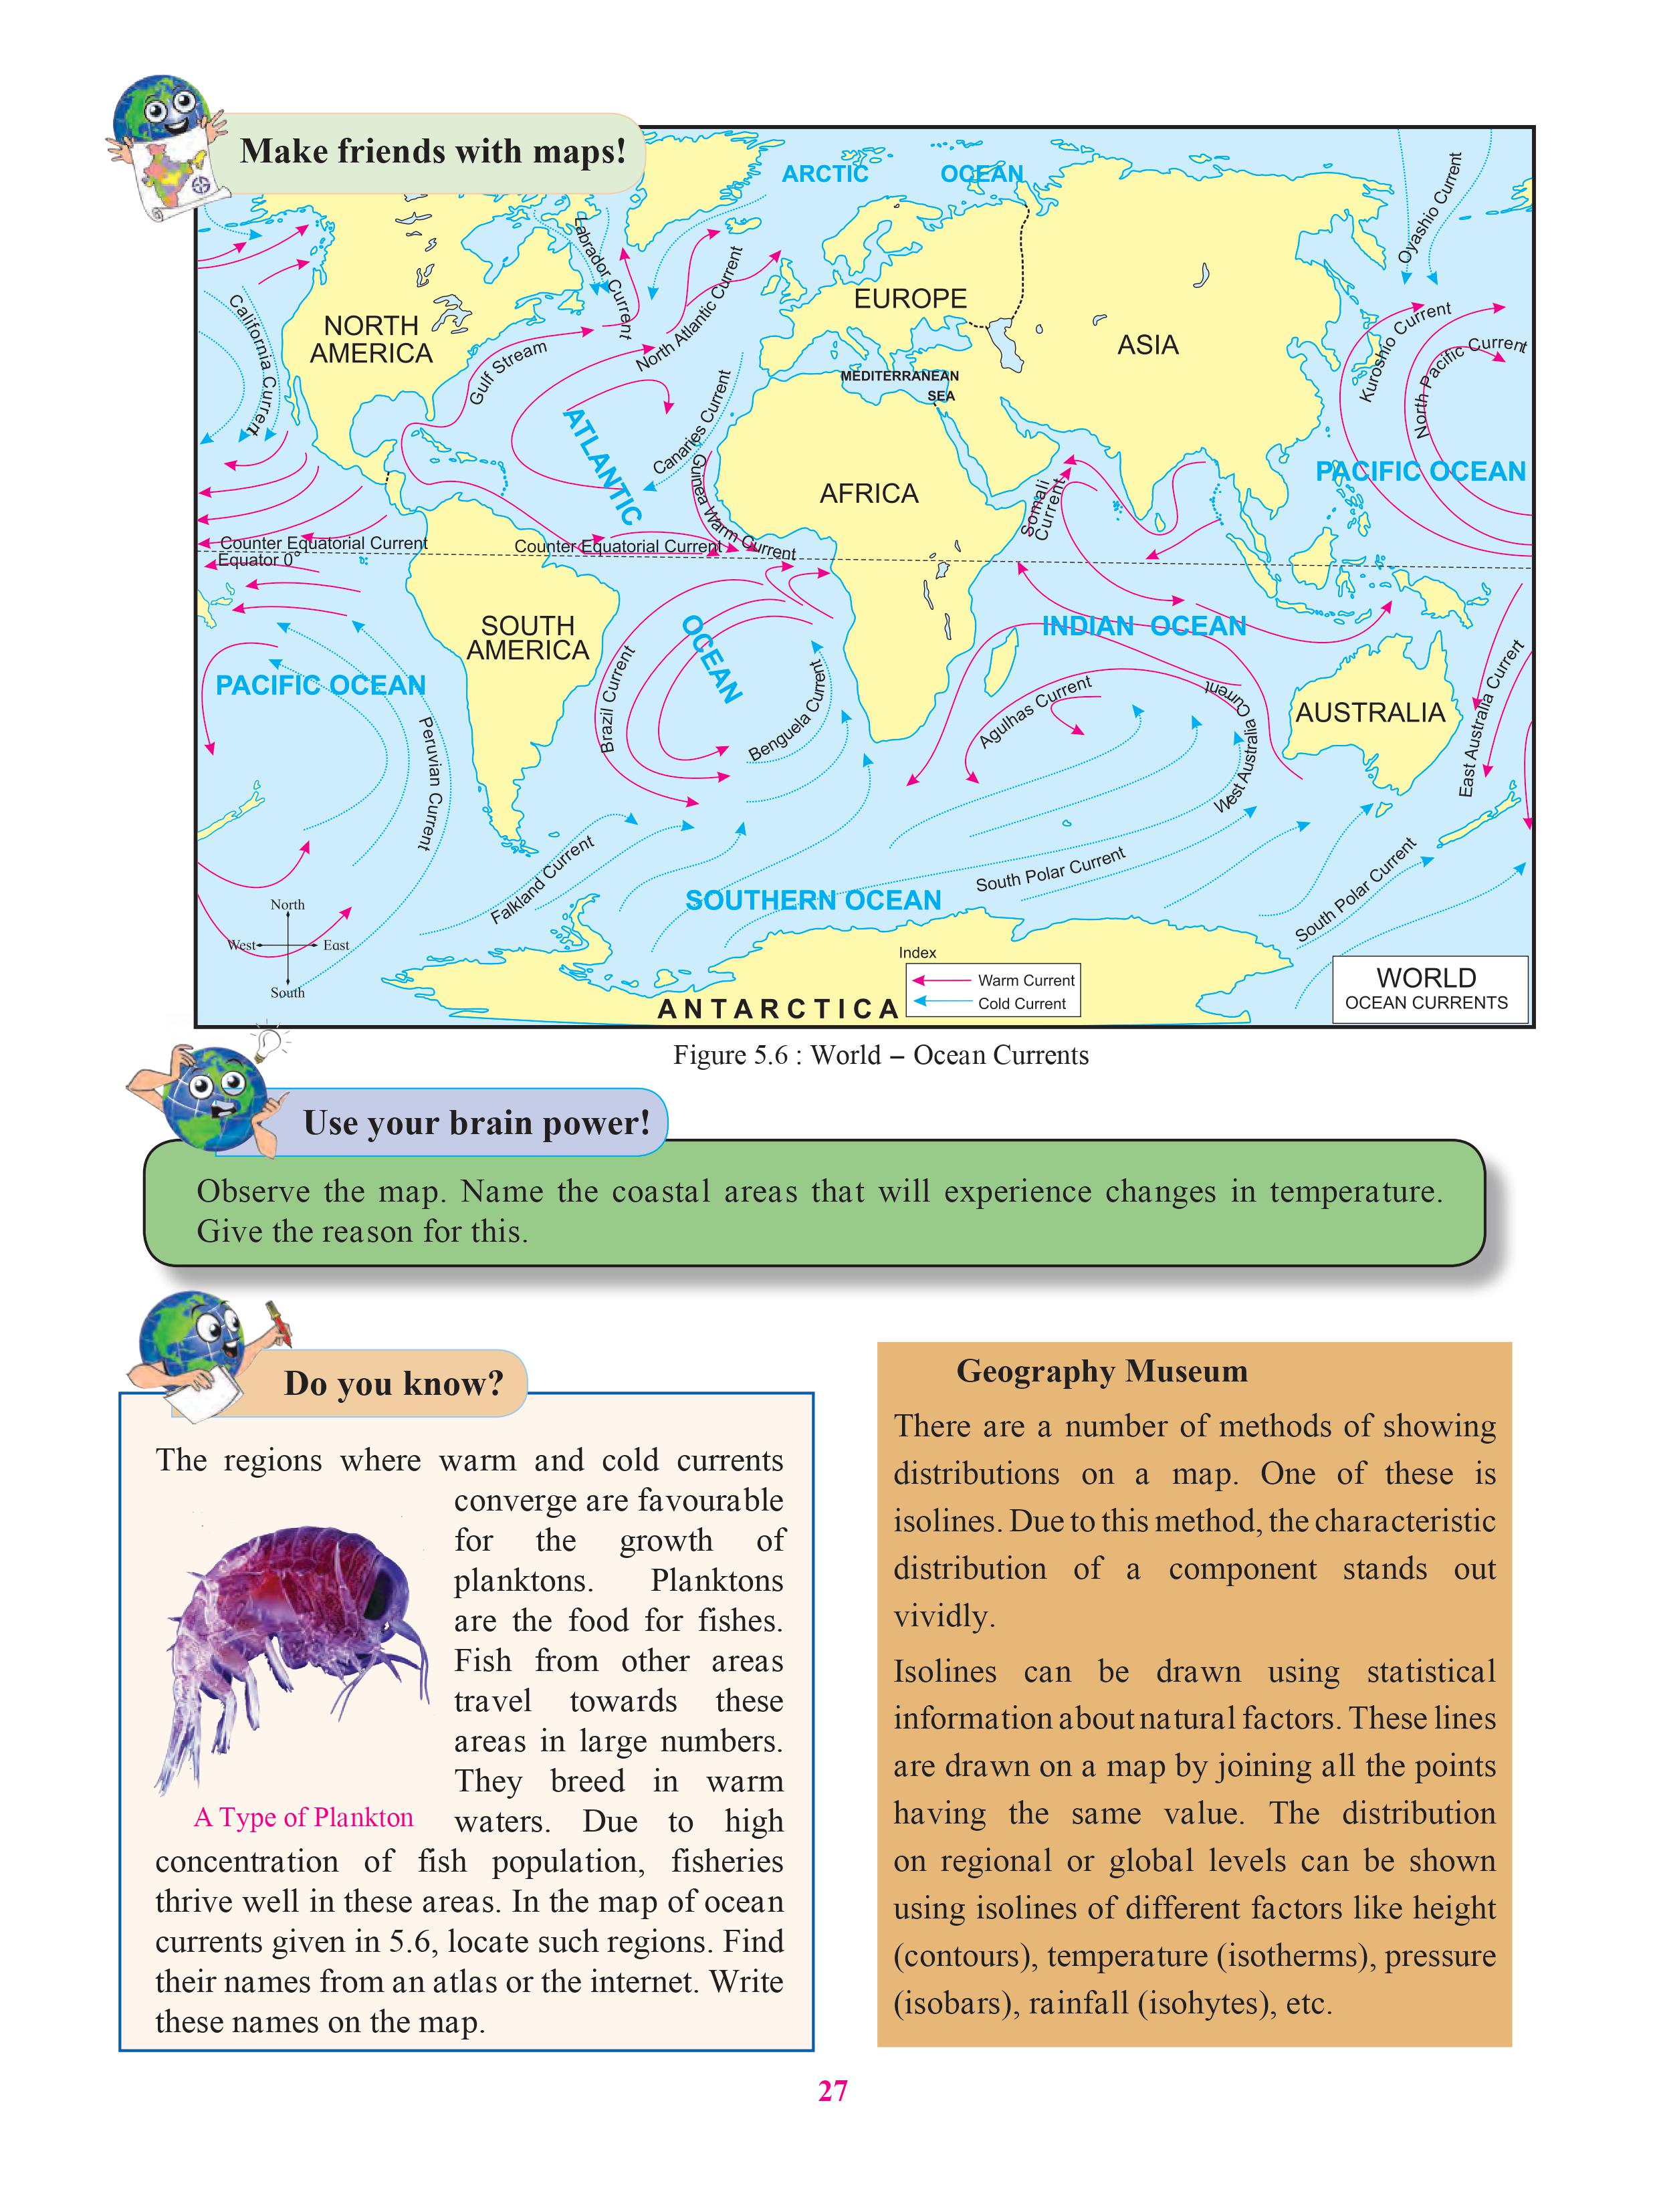 Make friends with maps!
ARCTIC OCEAN
Oyashio Current
Labrador Current
North Atlantic Current
California Current
NORTH
AMERICA
EUROPE
ASIA
Gulf Stream
Kuroshio Current
North Pacific Current
MEDITERRANEAN
SEA
Canaries Current
ATLANTIC
Guinea Warm Current
PACIFIC OCEAN
AFRICA
Somali
Current
Counter Equatorial Current
Counter Equatorial Current
Equator 0°
SOUTH
AMERICA
OCEAN
INDIAN OCEAN
PACIFIC OCEAN
Brazil Current
Benguela Current
Agulhas Current
West Australia Current
AUSTRALIA
East Australia Current
Peruvian Current
Falkland Current
South Polar Current
South Polar Current
SOUTHERN OCEAN
North
West
East
South
Index
Warm Current
Cold Current
ANTARCTICA
WORLD
OCEAN CURRENTS
Figure 5.6 : World – Ocean Currents
Use your brain power!
Observe the map. Name the coastal areas that will experience changes in temperature.
Give the reason for this.
Do you know?
The regions where warm and cold currents
converge are favourable
for the growth of
planktons. Planktons
are the food for fishes.
Fish from other areas
travel towards these
areas in large numbers.
They breed in warm
waters. Due to high
A Type of Plankton
concentration of fish population, fisheries
thrive well in these areas. In the map of ocean
currents given in 5.6, locate such regions. Find
their names from an atlas or the internet. Write
these names on the map.
Geography Museum
There are a number of methods of showing
distributions on a map. One of these is
isolines. Due to this method, the characteristic
distribution of a component stands out
vividly.
Isolines can be drawn using statistical
information about natural factors. These lines
are drawn on a map by joining all the points
having the same value. The distribution
on regional or global levels can be shown
using isolines of different factors like height
(contours), temperature (isotherms), pressure
(isobars), rainfall (isohytes), etc.
27